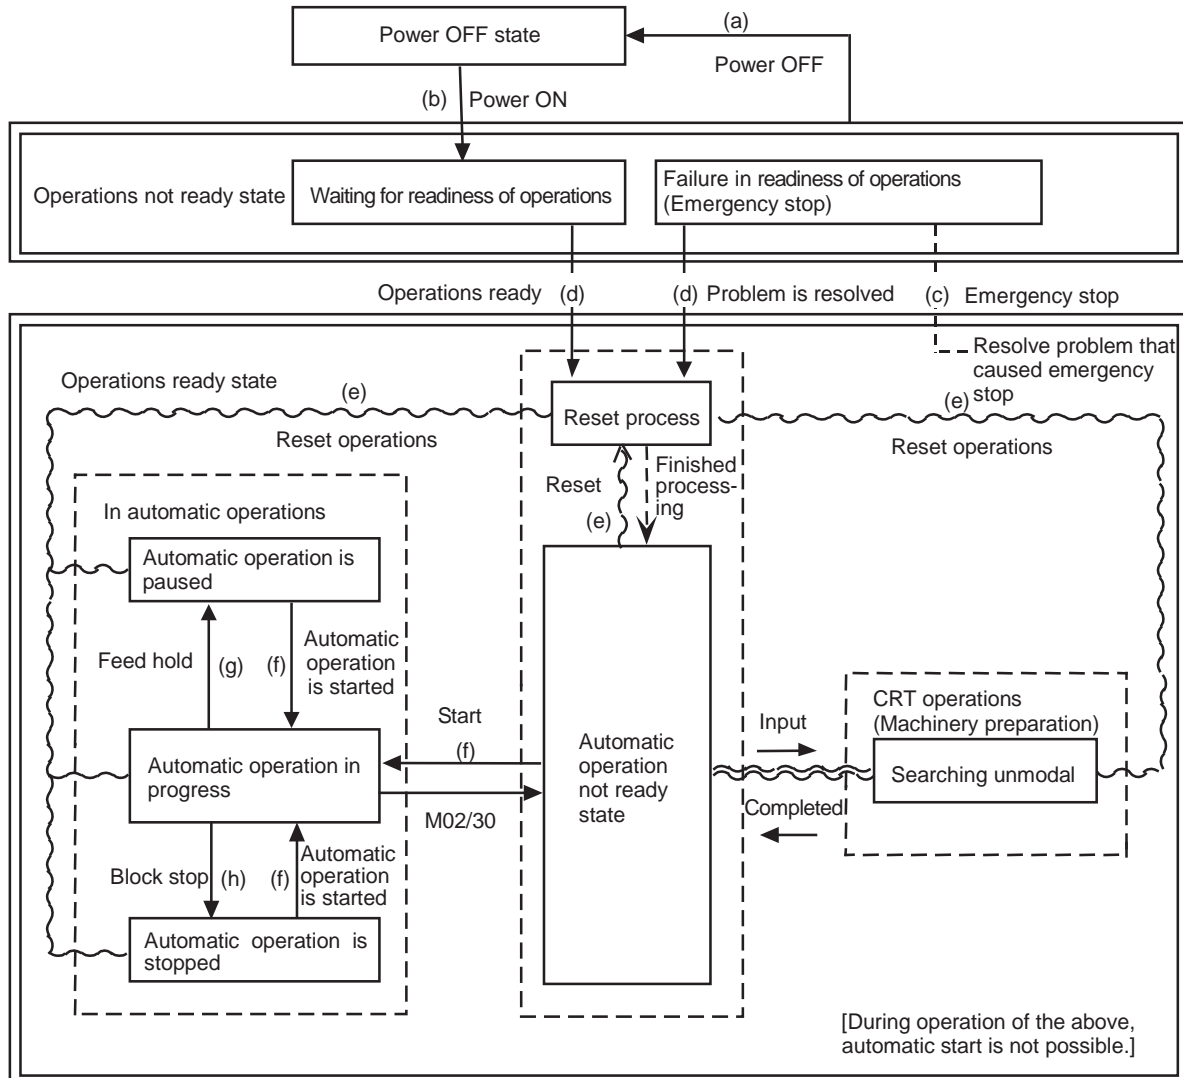 Power OFF state
(a)
Power OFF
(b)
Power ON
Operations not ready state
Waiting for readiness of operations
Failure in readiness of operations
(Emergency stop)
Operations ready
(d)
(d)
Problem is resolved
(c)
Emergency stop
Resolve problem that
caused emergency
stop
Operations ready state
(e)
Reset operations
Reset process
(e)
Reset operations
Reset
(e)
Finished
process-
ing
In automatic operations
Automatic operation is
paused
Feed hold
(g)
(f)
Automatic
operation
is started
Start
(f)
Automatic operation in
progress
M02/30
Automatic
operation
not ready
state
Input
Completed
CRT operations
(Machinery preparation)
Searching unmodal
Block stop
(h)
(f)
Automatic
operation
is started
Automatic operation is
stopped
[During operation of the above,
automatic start is not possible.]